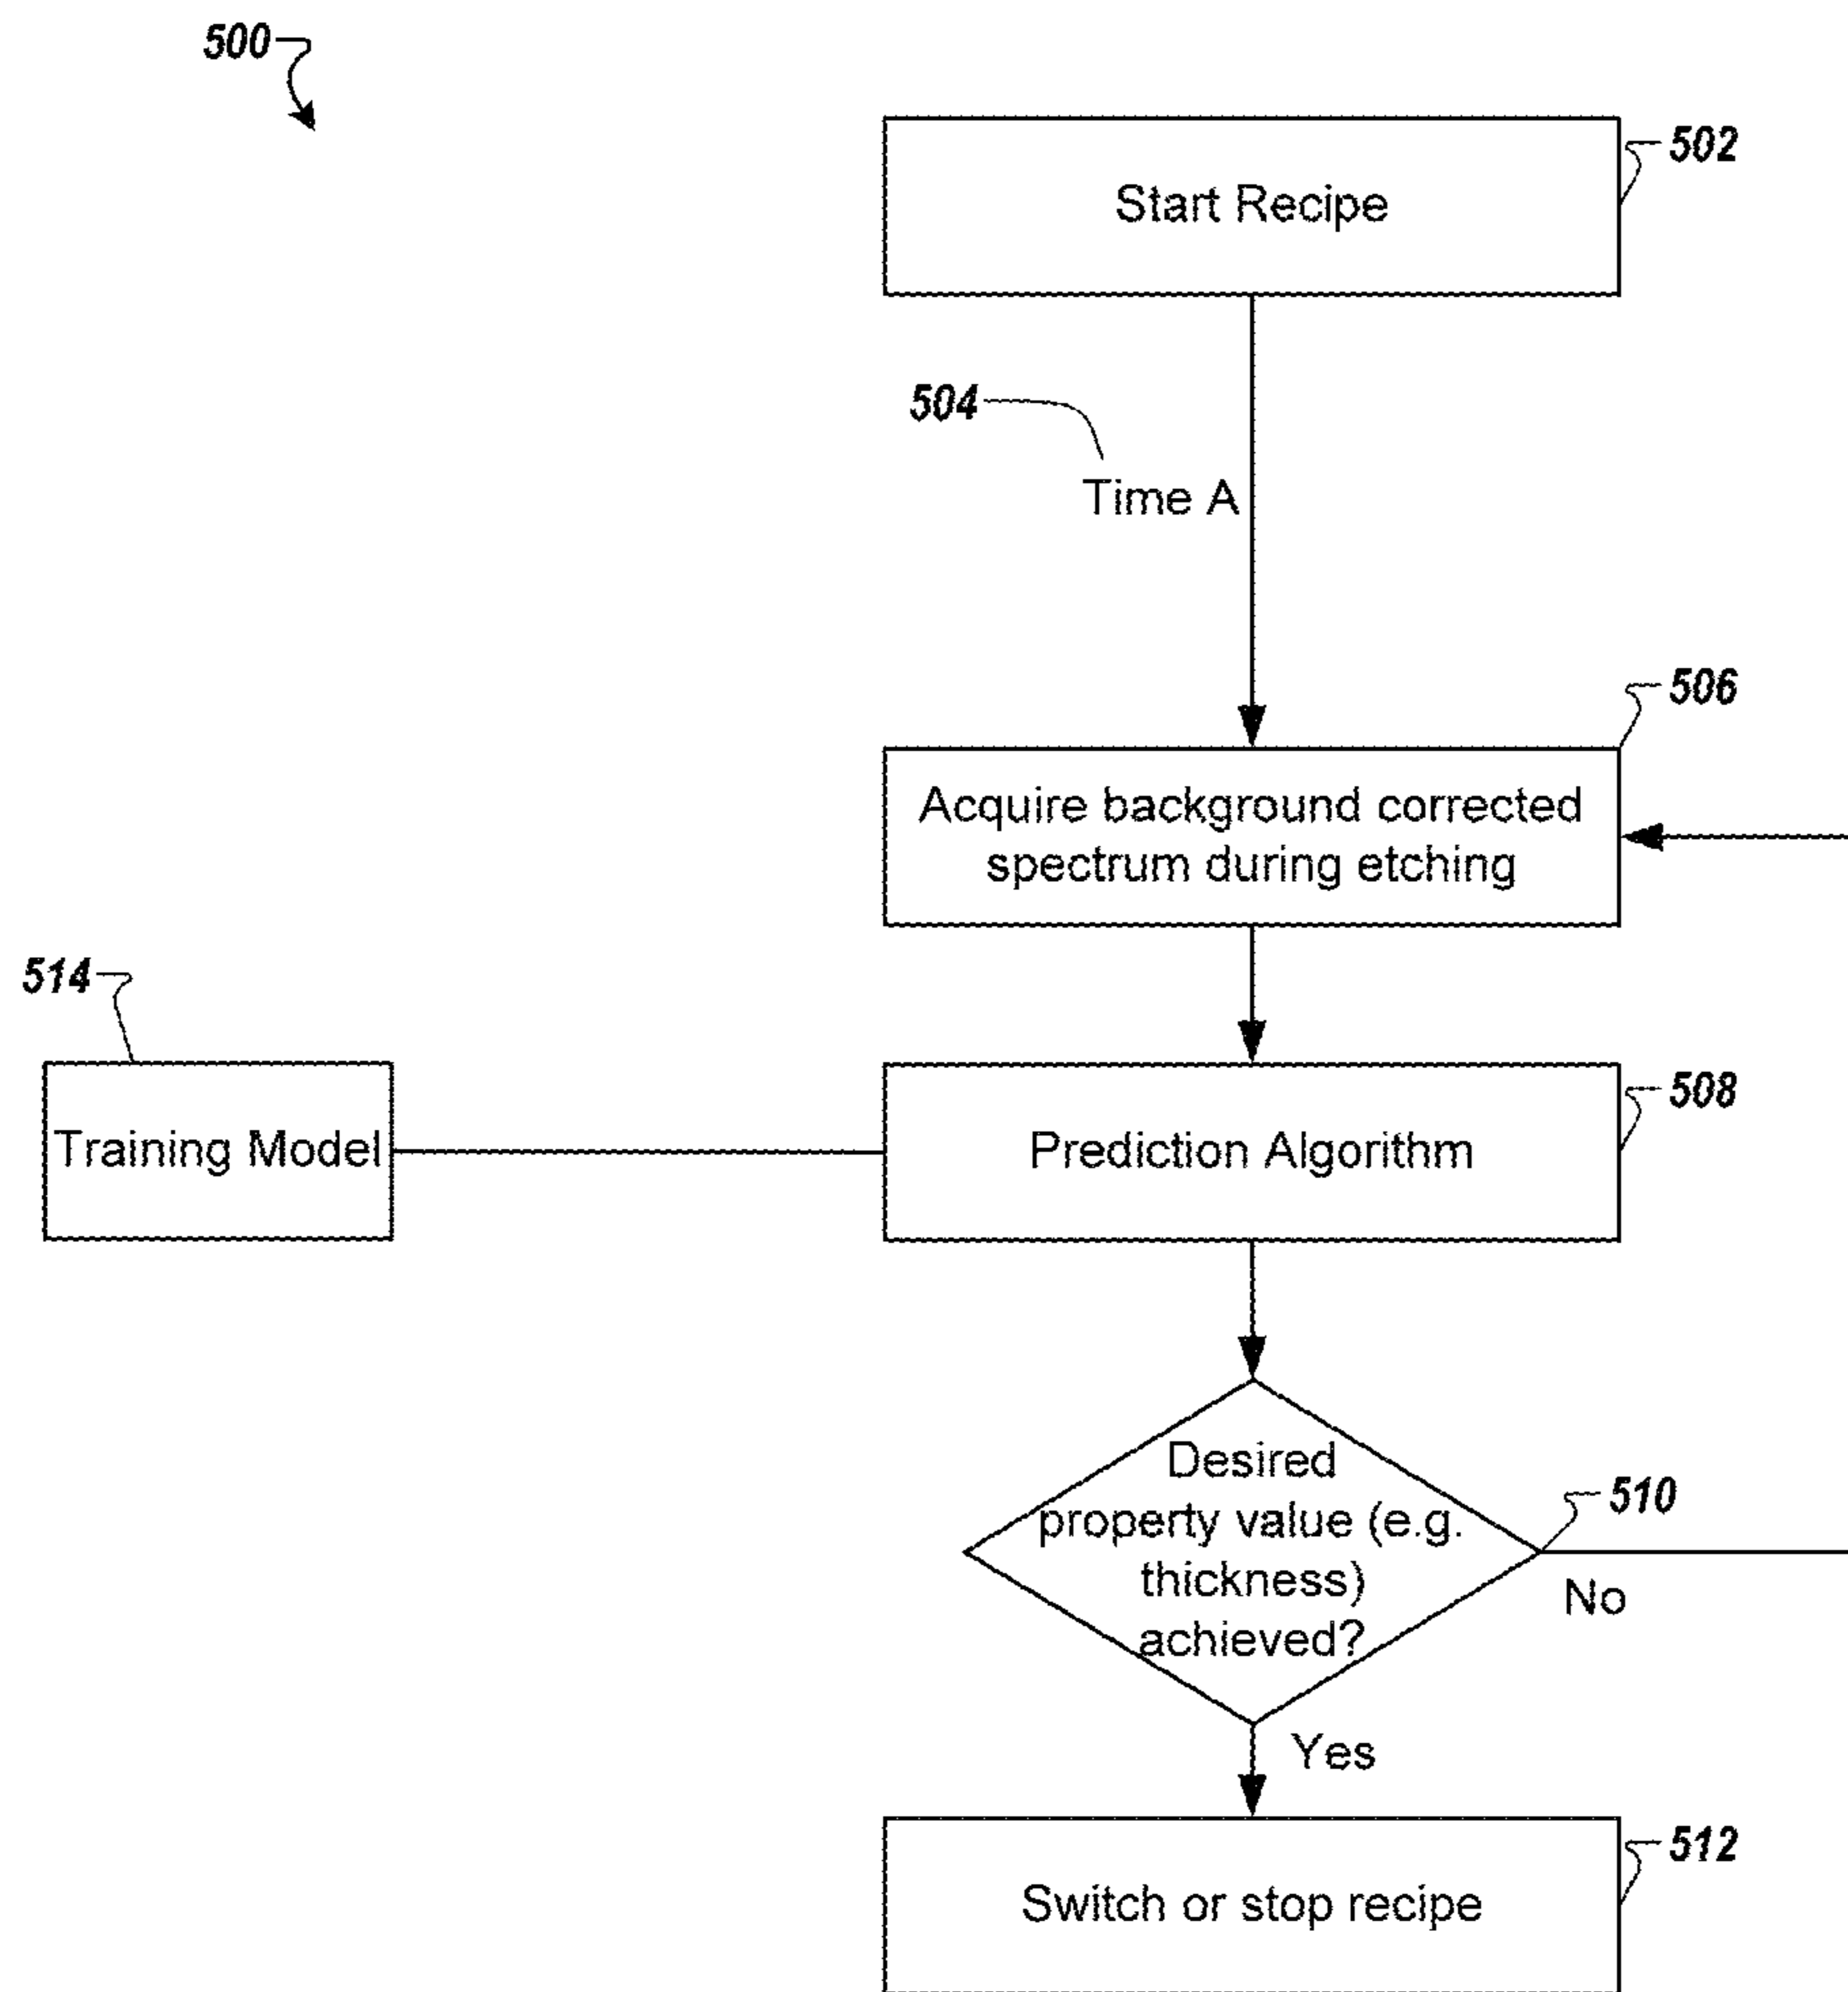 500
502
Start Recipe
504
Time A
506
Acquire background corrected
spectrum during etching
514
508
Training Model
Prediction Algorithm
Desired
property value (e.g.
thickness)
achieved?
510
No
Yes
512
Switch or stop recipe